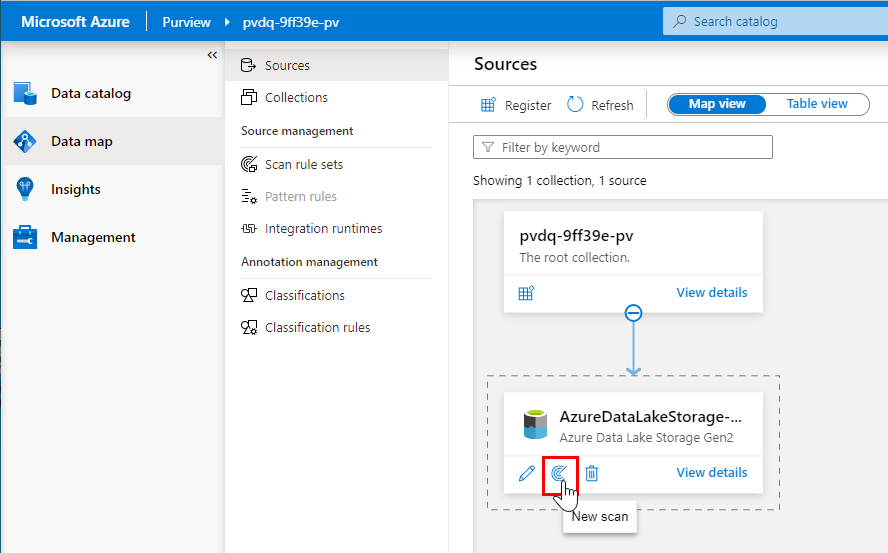 Microsoft Azure
Purview
pvdq-9ff39e-pv
Search catalog
«
Data catalog
Data map
Insights
Management
Sources
Collections
Source management
Scan rule sets
Pattern rules
Integration runtimes
Annotation management
Classifications
Classification rules
Sources
Register
Refresh
Map view
Table view
Filter by keyword
Showing 1 collection, 1 source
pvdq-9ff39e-pv
The root collection.
View details
AzureDataLakeStorage-...
Azure Data Lake Storage Gen2
View details
New scan